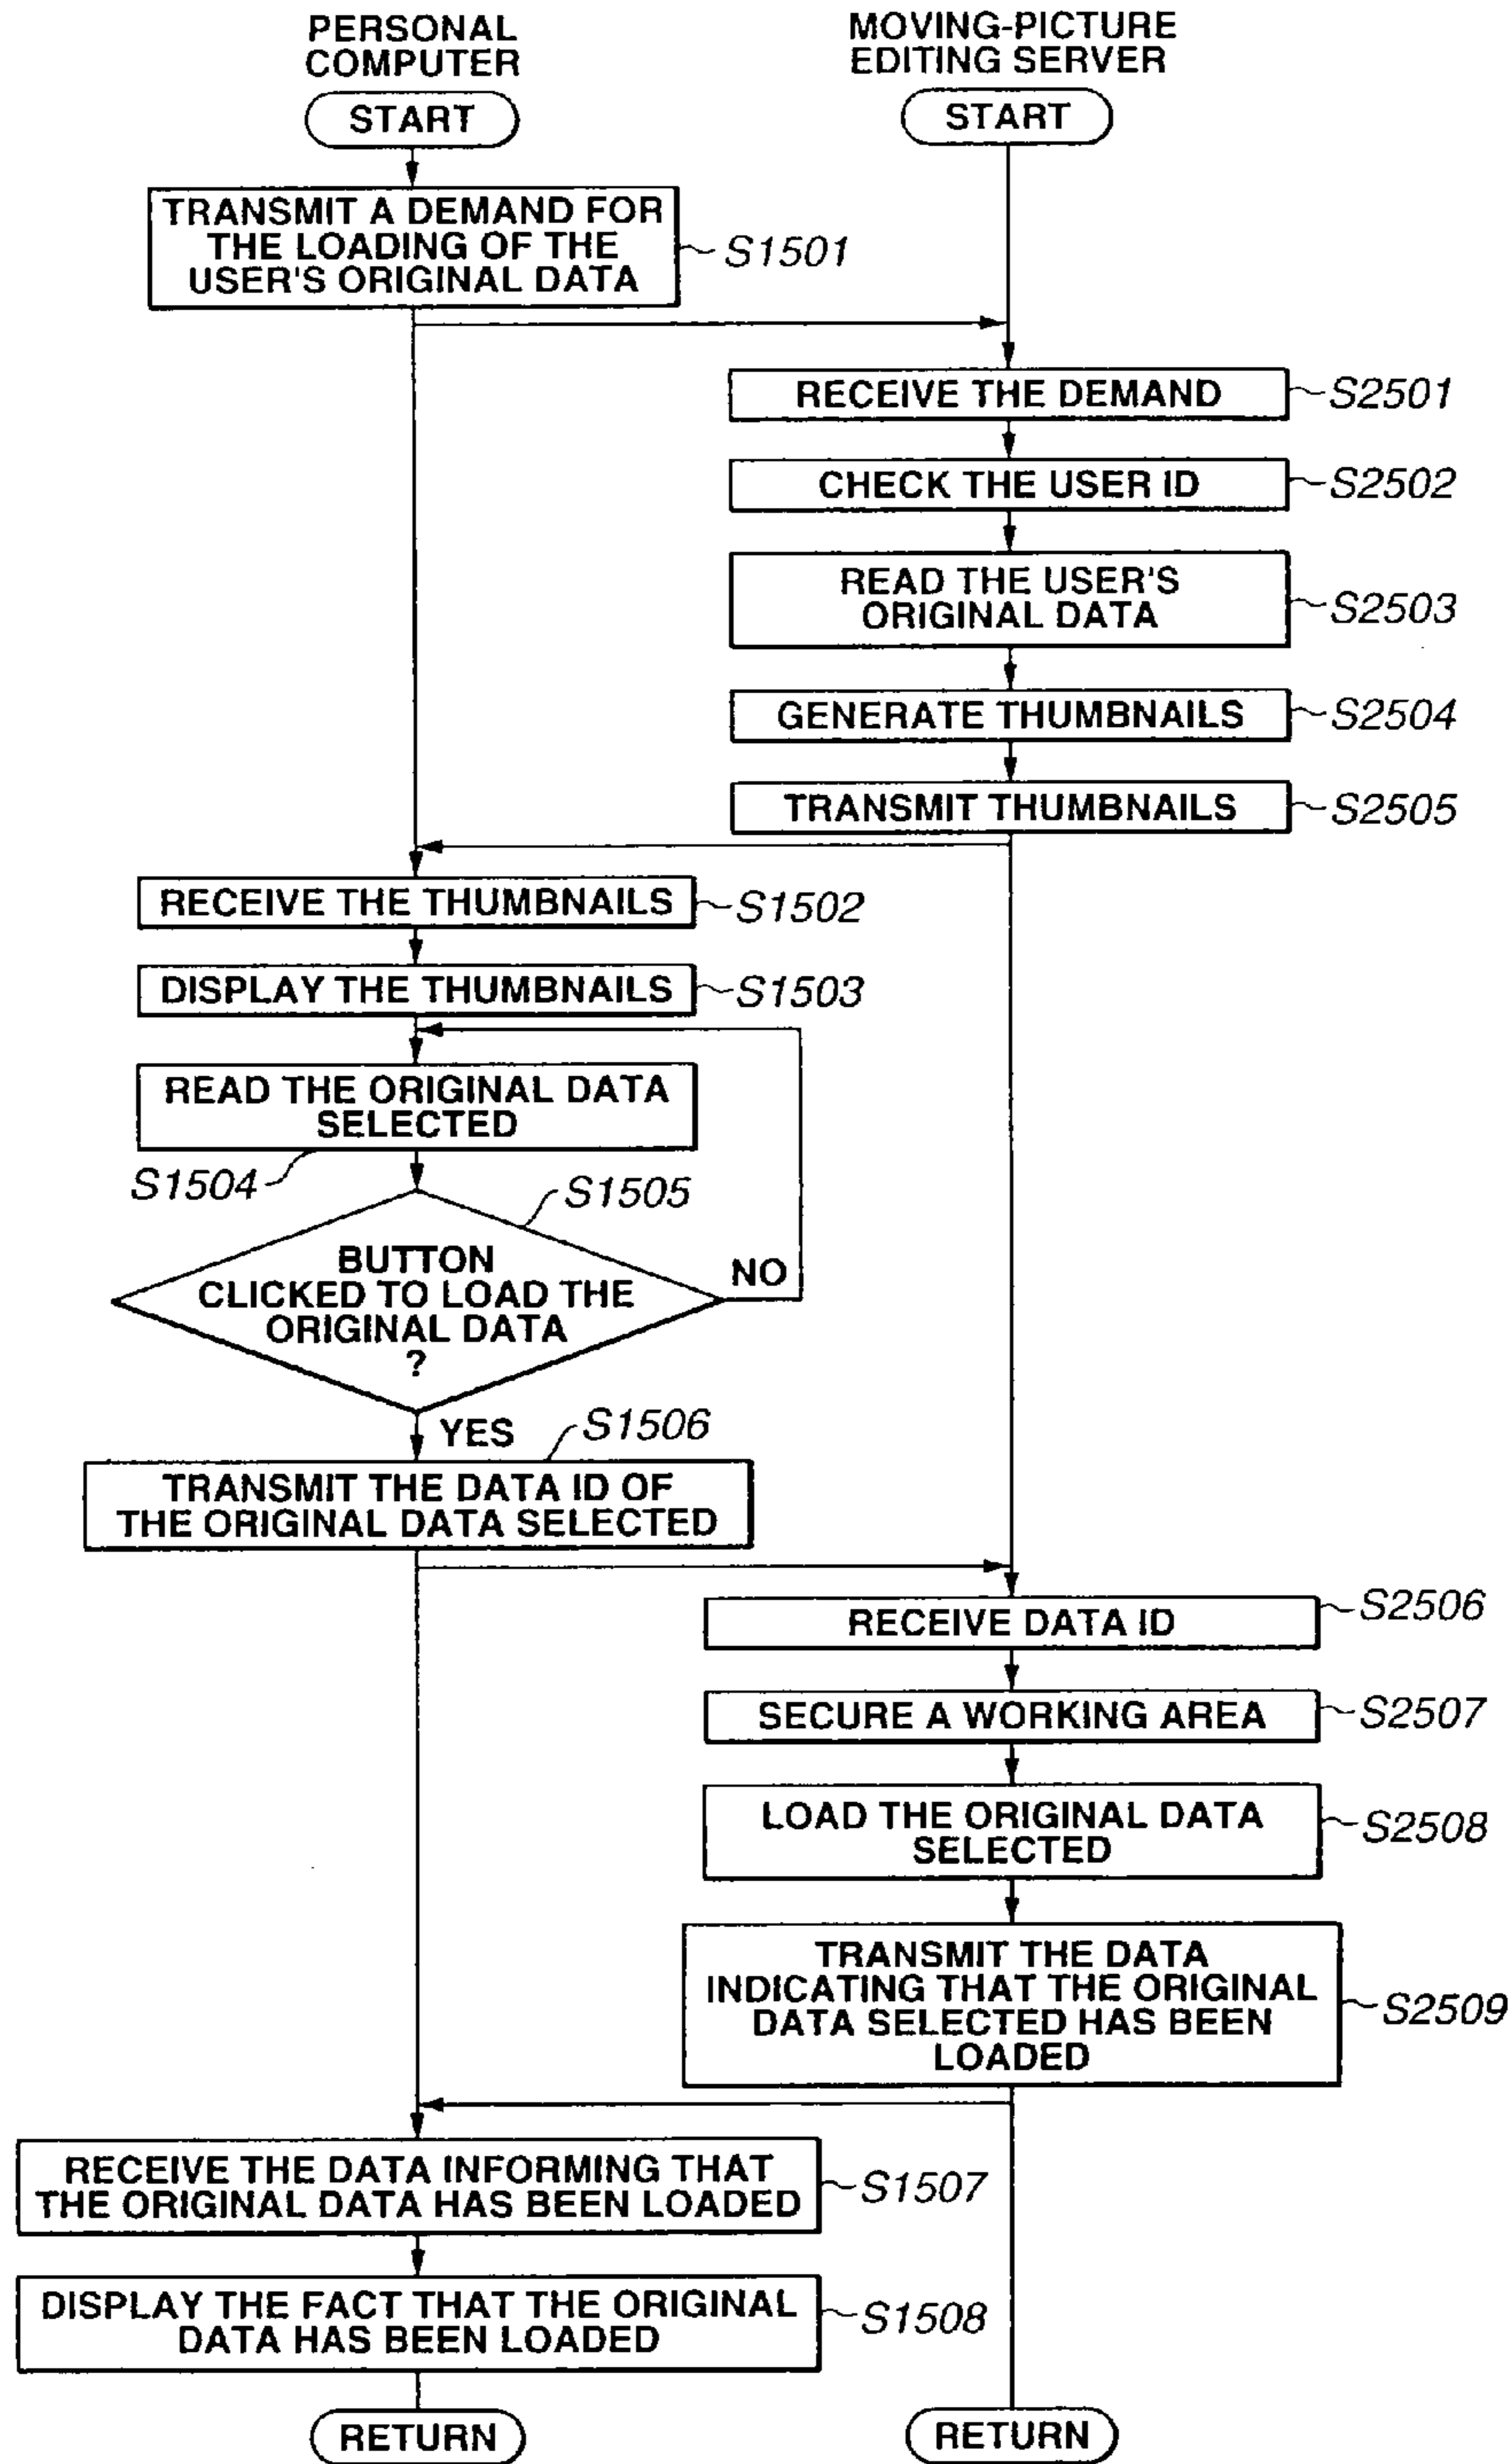 PERSONAL
COMPUTER
MOVING-PICTURE
EDITING SERVER
START
START
TRANSMIT A DEMAND FOR
THE LOADING OF THE
USER'S ORIGINAL DATA
S1501
RECEIVE THE DEMAND
S2501
CHECK THE USER ID
S2502
READ THE USER'S
ORIGINAL DATA
S2503
GENERATE THUMBNAILS
S2504
TRANSMIT THUMBNAILS
S2505
RECEIVE THE THUMBNAILS
S1502
DISPLAY THE THUMBNAILS
S1503
READ THE ORIGINAL DATA
SELECTED
S1504
S1505
BUTTON
CLICKED TO LOAD THE
ORIGINAL DATA
?
NO
YES
S1506
TRANSMIT THE DATA ID OF
THE ORIGINAL DATA SELECTED
RECEIVE DATA ID
S2506
SECURE A WORKING AREA
S2507
LOAD THE ORIGINAL DATA
SELECTED
S2508
TRANSMIT THE DATA
INDICATING THAT THE ORIGINAL
DATA SELECTED HAS BEEN
LOADED
S2509
RECEIVE THE DATA INFORMING THAT
THE ORIGINAL DATA HAS BEEN LOADED
S1507
DISPLAY THE FACT THAT THE ORIGINAL
DATA HAS BEEN LOADED
S1508
RETURN
RETURN